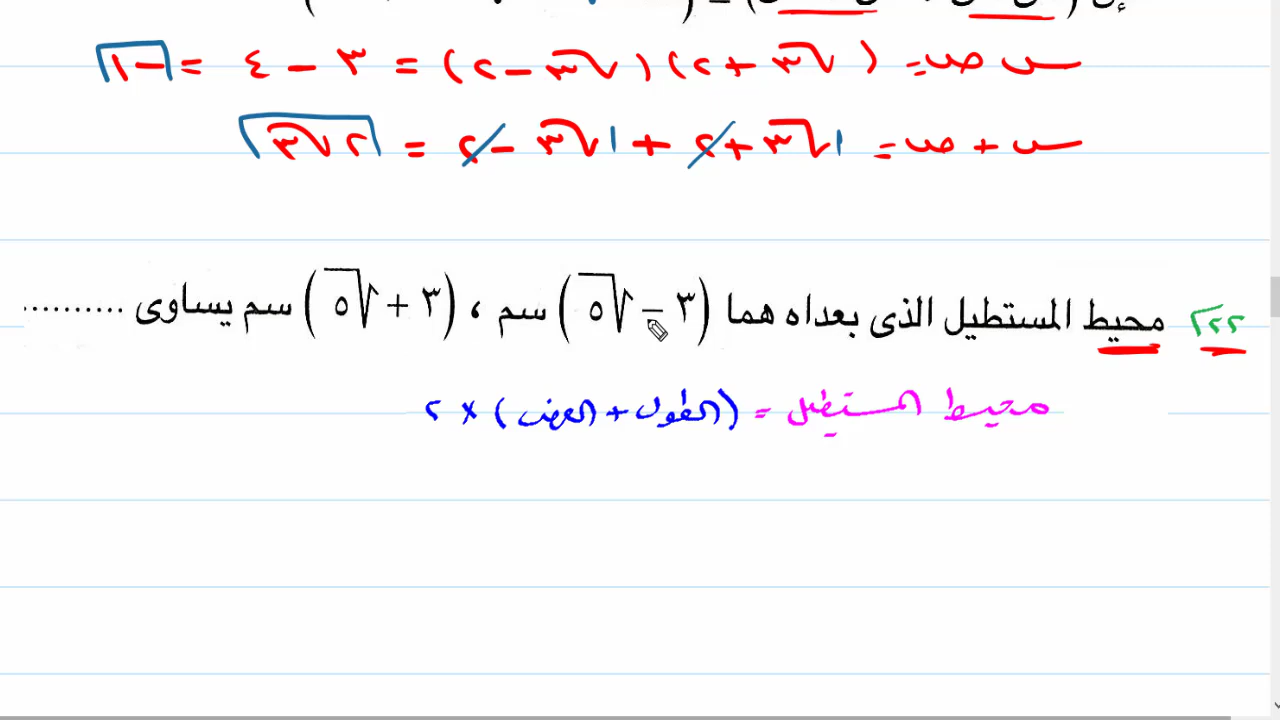 س ص = (√٣ + ٢) (√٣ − ٢) = ٣ − ٤ = −١
س + ص = ١√٣ + ٢ + ١√٣ − ٢ = ٢√٣
٢٢٢ محيط المستطيل الذى بعداه هما (٣ − √٥) سم ، (٣ + √٥) سم يساوى ..........
محيط المستطيل = (الطول + العرض) × ٢